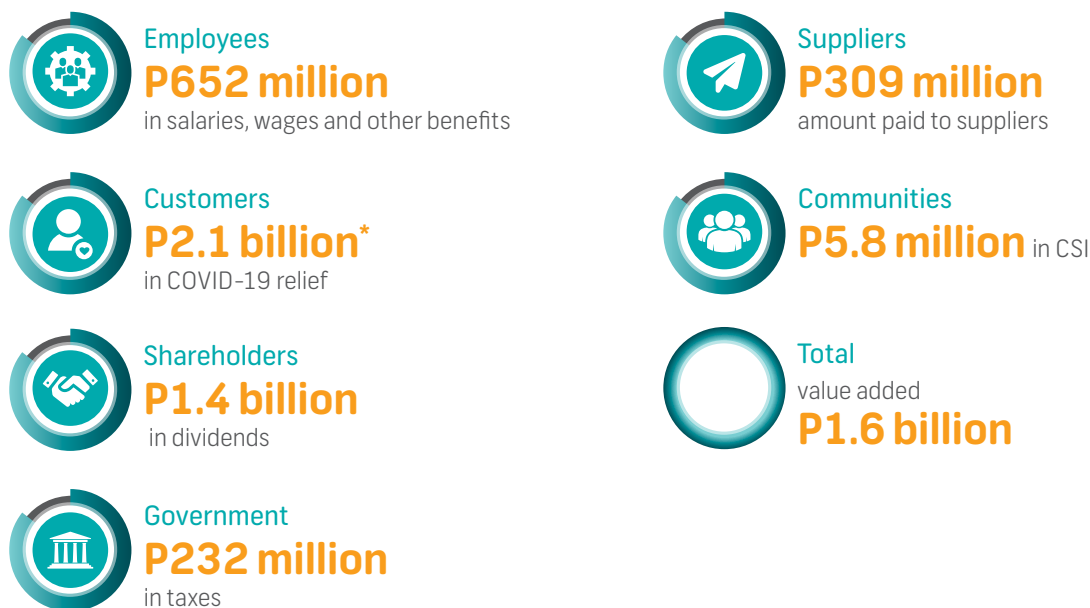 Employees
P652 million
in salaries, wages and other benefits
Customers
P2.1 billion*
in COVID-19 relief
Shareholders
P1.4 billion
in dividends
Government
P232 million
in taxes
Suppliers
P309 million
amount paid to suppliers
Communities
P5.8 million in CSI
Total
value added
P1.6 billion